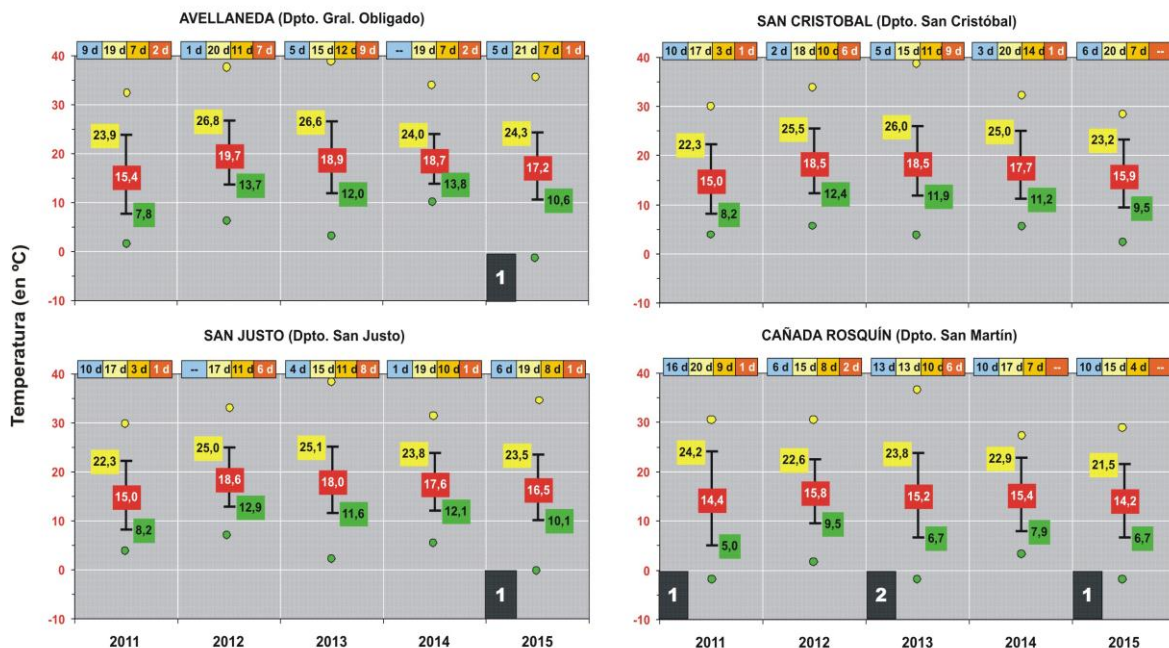 AVELLANEDA (Dpto. Gral. Obligado)
9 d 19 d 7 d 2 d 1 d 20 d 11 d 7 d 5 d 15 d 12 d 9 d -- 19 d 7 d 2 d 5 d 21 d 7 d 1 d
40
30
20
10
0
-10
23,9 15,4 7,8
26,8 19,7 13,7
26,6 18,9 12,0
24,0 18,7 13,8
24,3 17,2 10,6
1
SAN CRISTOBAL (Dpto. San Cristóbal)
10 d 17 d 3 d 1 d 2 d 18 d 10 d 6 d 5 d 15 d 11 d 9 d 3 d 20 d 14 d 1 d 6 d 20 d 7 d --
40
30
20
10
0
-10
22,3 15,0 8,2
25,5 18,5 12,4
26,0 18,5 11,9
25,0 17,7 11,2
23,2 15,9 9,5
Temperatura (en ºC)
SAN JUSTO (Dpto. San Justo)
10 d 17 d 3 d 1 d -- 17 d 11 d 6 d 4 d 15 d 11 d 8 d 1 d 19 d 10 d 1 d 6 d 19 d 8 d 1 d
40
30
20
10
0
-10
22,3 15,0 8,2
25,0 18,6 12,9
25,1 18,0 11,6
23,8 17,6 12,1
23,5 16,5 10,1
1
2011 2012 2013 2014 2015
CAÑADA ROSQUÍN (Dpto. San Martín)
16 d 20 d 9 d 1 d 6 d 15 d 8 d 2 d 13 d 13 d 10 d 6 d 10 d 17 d 7 d -- 10 d 15 d 4 d --
40
30
20
10
0
-10
24,2 14,4 5,0
22,6 15,8 9,5
23,8 15,2 6,7
22,9 15,4 7,9
21,5 14,2 6,7
1 2 1
2011 2012 2013 2014 2015